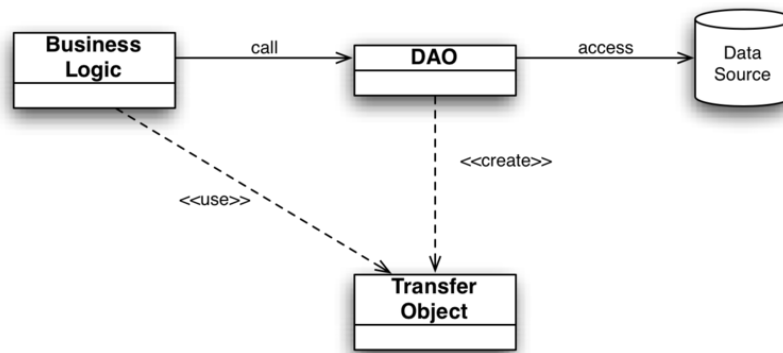 Business
Logic
call
DAO
access
Data
Source
<<create>>
<<use>>
Transfer
Object